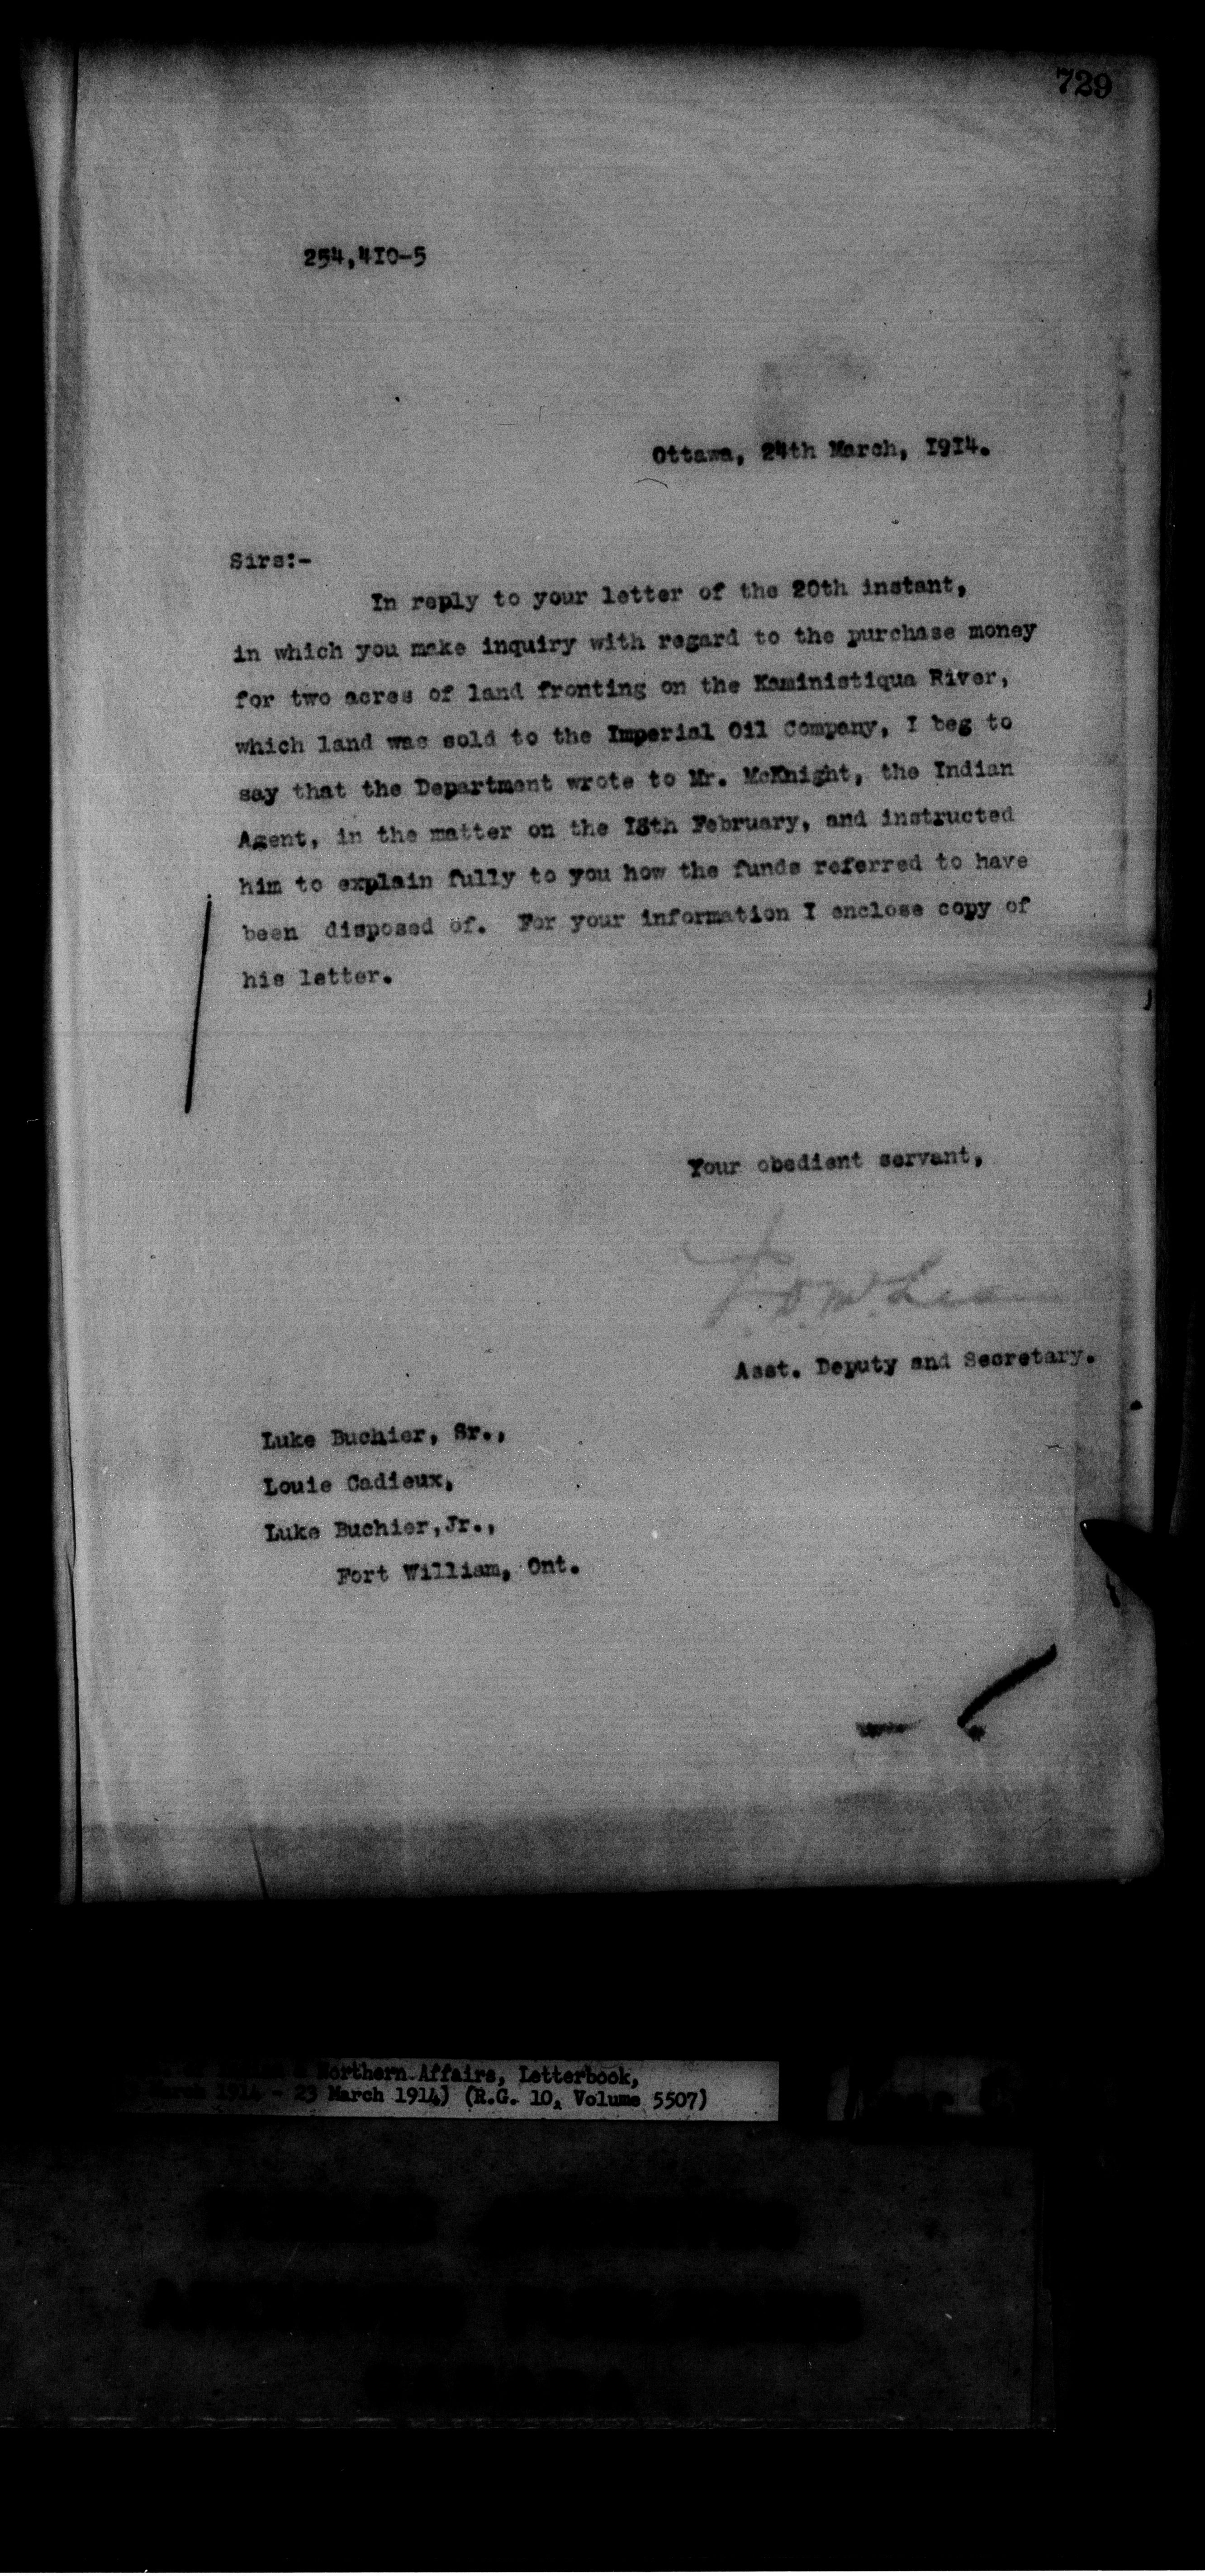 729
254,4I0-5
Ottawa, 24th March, I9I4.
Sirs:-
In reply to your letter of the 20th instant,
in which you make inquiry with regard to the purchase money
for two acres of land fronting on the Kaministiqua River,
which land was sold to the Imperial Oil Company, I beg to
say that the Department wrote to Mr. McKnight, the Indian
Agent, in the matter on the February, and instructed
him to explain fully to you how the funds referred to have
been disposed of. For your information I enclose copy of
his letter.
Your obedient servant,
J. D. McLean
Asst. Deputy and Secretary.
Luke Buchier, Sr.,
Louie Cadieux,
Luke Buchier,Jr.,
Fort William, Ont.
Northern Affairs, Letterbook,
March 1914 - 23 March 1914) (R.G. 10, Volume 5507)